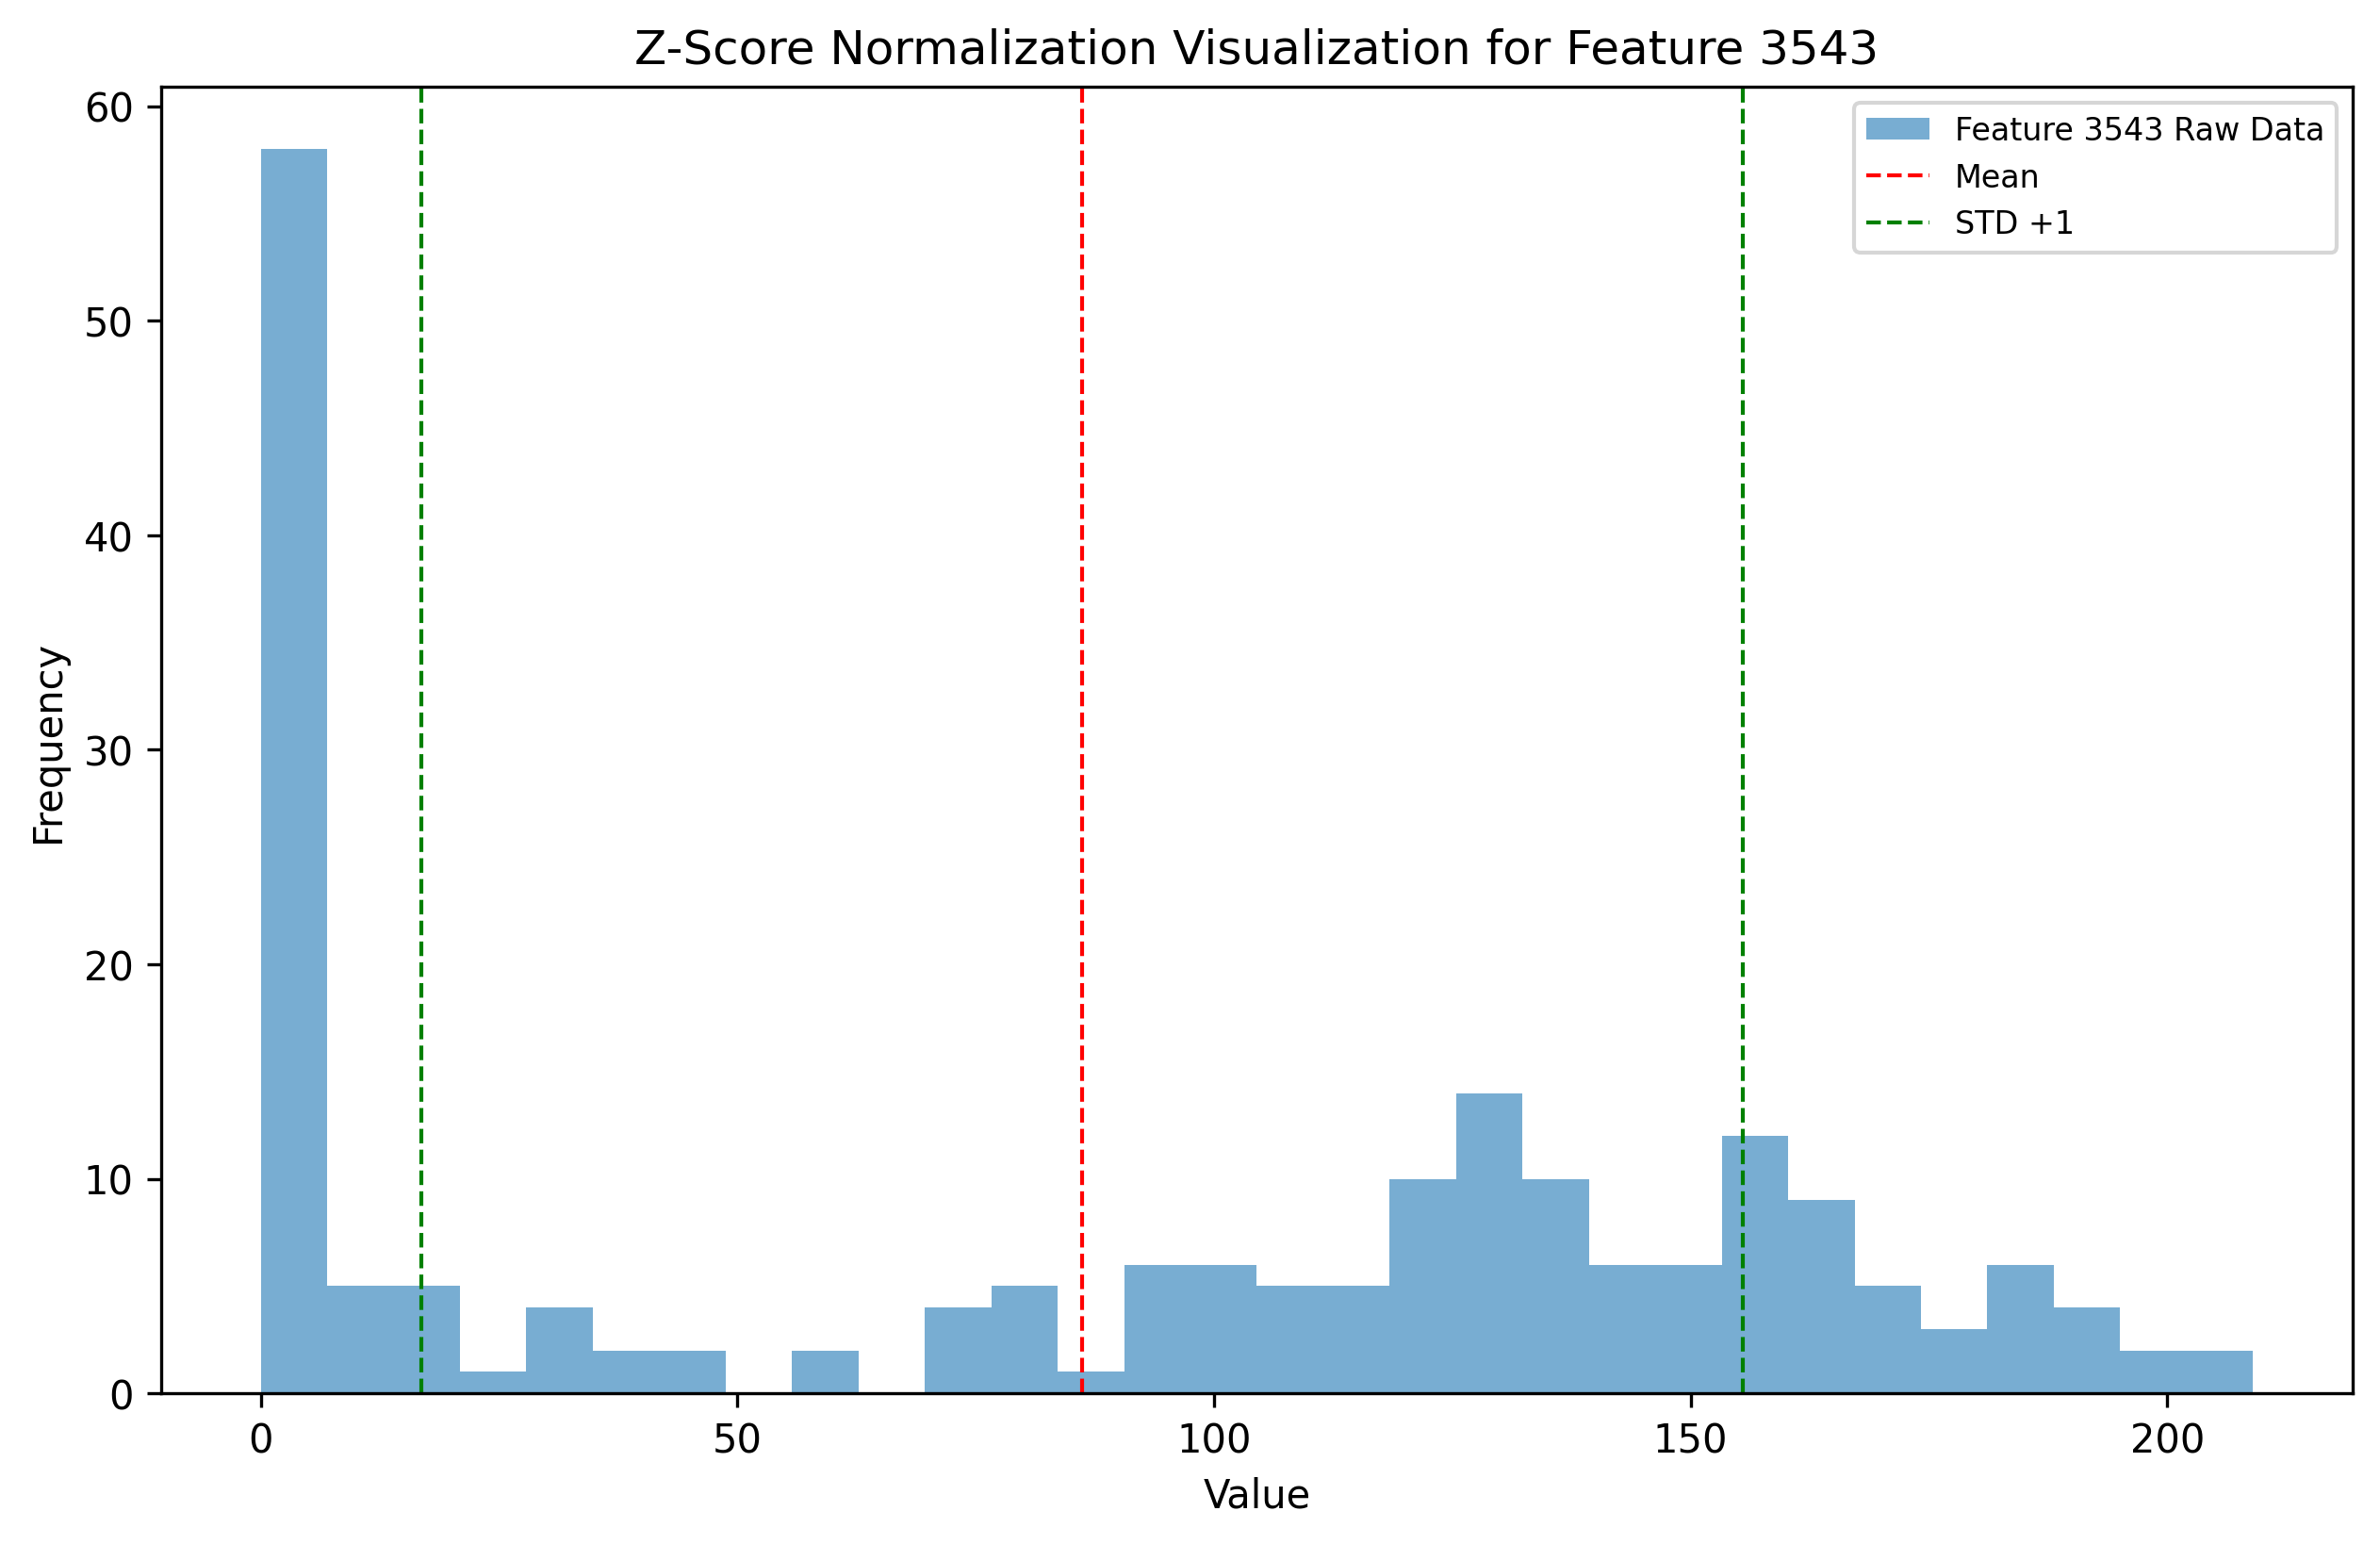 Z-Score Normalization Visualization for Feature 3543
Feature 3543 Raw Data
Mean
STD +1
60
50
40
30
20
10
0
Frequency
0 50 100 150 200
Value